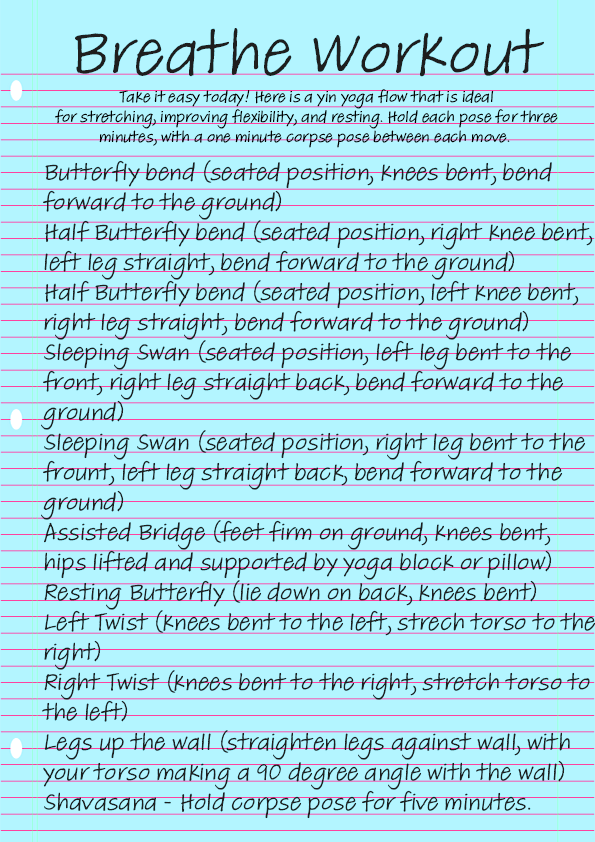 Breathe Workout
Take it easy today! Here is a yin yoga flow that is ideal
for stretching, improving flexibility, and resting. Hold each pose for three
minutes, with a one minute corpse pose between each move.
Butterfly bend (seated position, knees bent, bend
forward to the ground)
Half Butterfly bend (seated position, right knee bent,
left leg straight, bend forward to the ground)
Half Butterfly bend (seated position, left knee bent,
right leg straight, bend forward to the ground)
Sleeping Swan (seated position, left leg bent to the
front, right leg straight back, bend forward to the
ground)
Sleeping Swan (seated position, right leg bent to the
frount, left leg straight back, bend forward to the
ground)
Assisted Bridge (feet firm on ground, knees bent,
hips lifted and supported by yoga block or pillow)
Resting Butterfly (lie down on back, knees bent)
Left Twist (knees bent to the left, strech torso to the
right)
Right Twist (knees bent to the right, stretch torso to
the left)
Legs up the wall (straighten legs against wall, with
your torso making a 90 degree angle with the wall)
Shavasana - Hold corpse pose for five minutes.